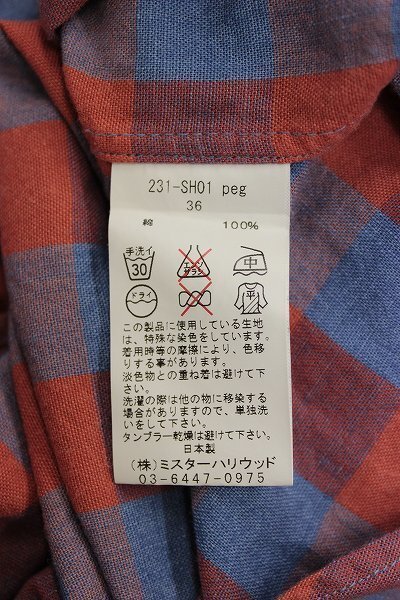 231-SH01 peg
36
綿 100%
手洗イ
30
エンソサラシ
中
ドライ
平
この製品に使用している生地
は、特殊な染色をしています。
着用時等の摩擦により、色移
りする事があります。
淡色物との重ね着は避けて下
さい。
洗濯の際は他の物に移染する
場合がありますので、単独洗
いをして下さい。
タンブラー乾燥は避けて下さい。
日本製
(株)ミスターハリウッド
03-6447-0975